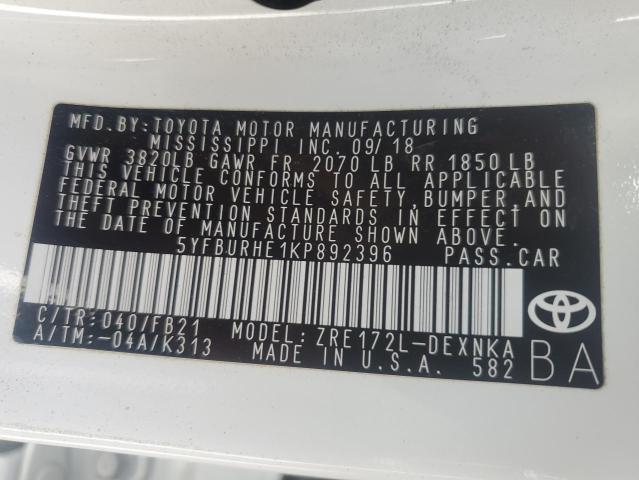 MFD.BY:TOYOTA MOTOR MANUFACTURING
MISSISSIPPI INC. 09/18
GVWR 3820LB GAWR FR 2070 LB RR 1850 LB
THIS VEHICLE CONFORMS TO ALL APPLICABLE
FEDERAL MOTOR VEHICLE SAFETY, BUMPER, AND
THEFT PREVENTION STANDARDS IN EFFECT ON
THE DATE OF MANUFACTURE SHOWN ABOVE.
5YFBURHE1KP892396 PASS.CAR
C/TR:040/FB21 MODEL: ZRE172L-DEXNKA
A/TM:-04A/K313 MADE IN U.S.A. 582
BA
TOYOTA